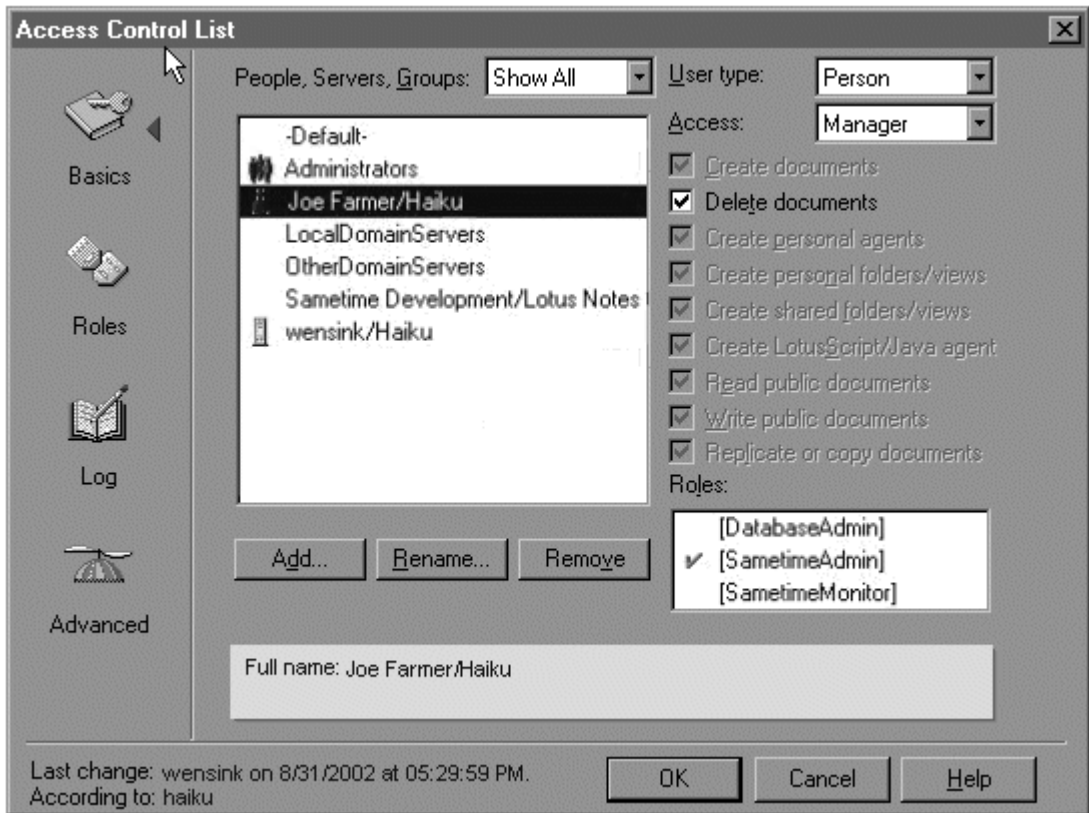 Access Control List
Basics
Roles
Log
Advanced
People, Servers, Groups: Show All
-Default-
Administrators
Joe Farmer/Haiku
LocalDomainServers
OtherDomainServers
Sametime Development/Lotus Notes
wensink/Haiku
Add...
Rename...
Remove
User type: Person
Access: Manager
Create documents
Delete documents
Create personal agents
Create personal folders/views
Create shared folders/views
Create LotusScript/Java agent
Read public documents
Write public documents
Replicate or copy documents
Roles:
[DatabaseAdmin]
[SametimeAdmin]
[SametimeMonitor]
Full name: Joe Farmer/Haiku
Last change: wensink on 8/31/2002 at 05:29:59 PM.
According to: haiku
OK
Cancel
Help